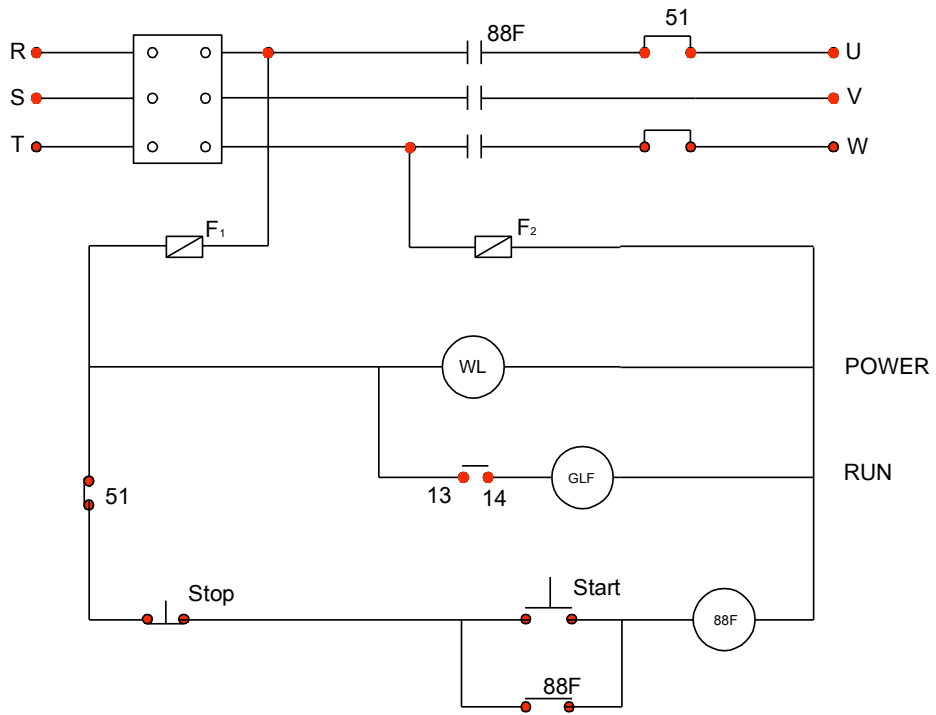 88F
51
R
U
S
V
T
W
F₁
F₂
WL
POWER
GLF
RUN
13
14
51
Stop
Start
88F
88F